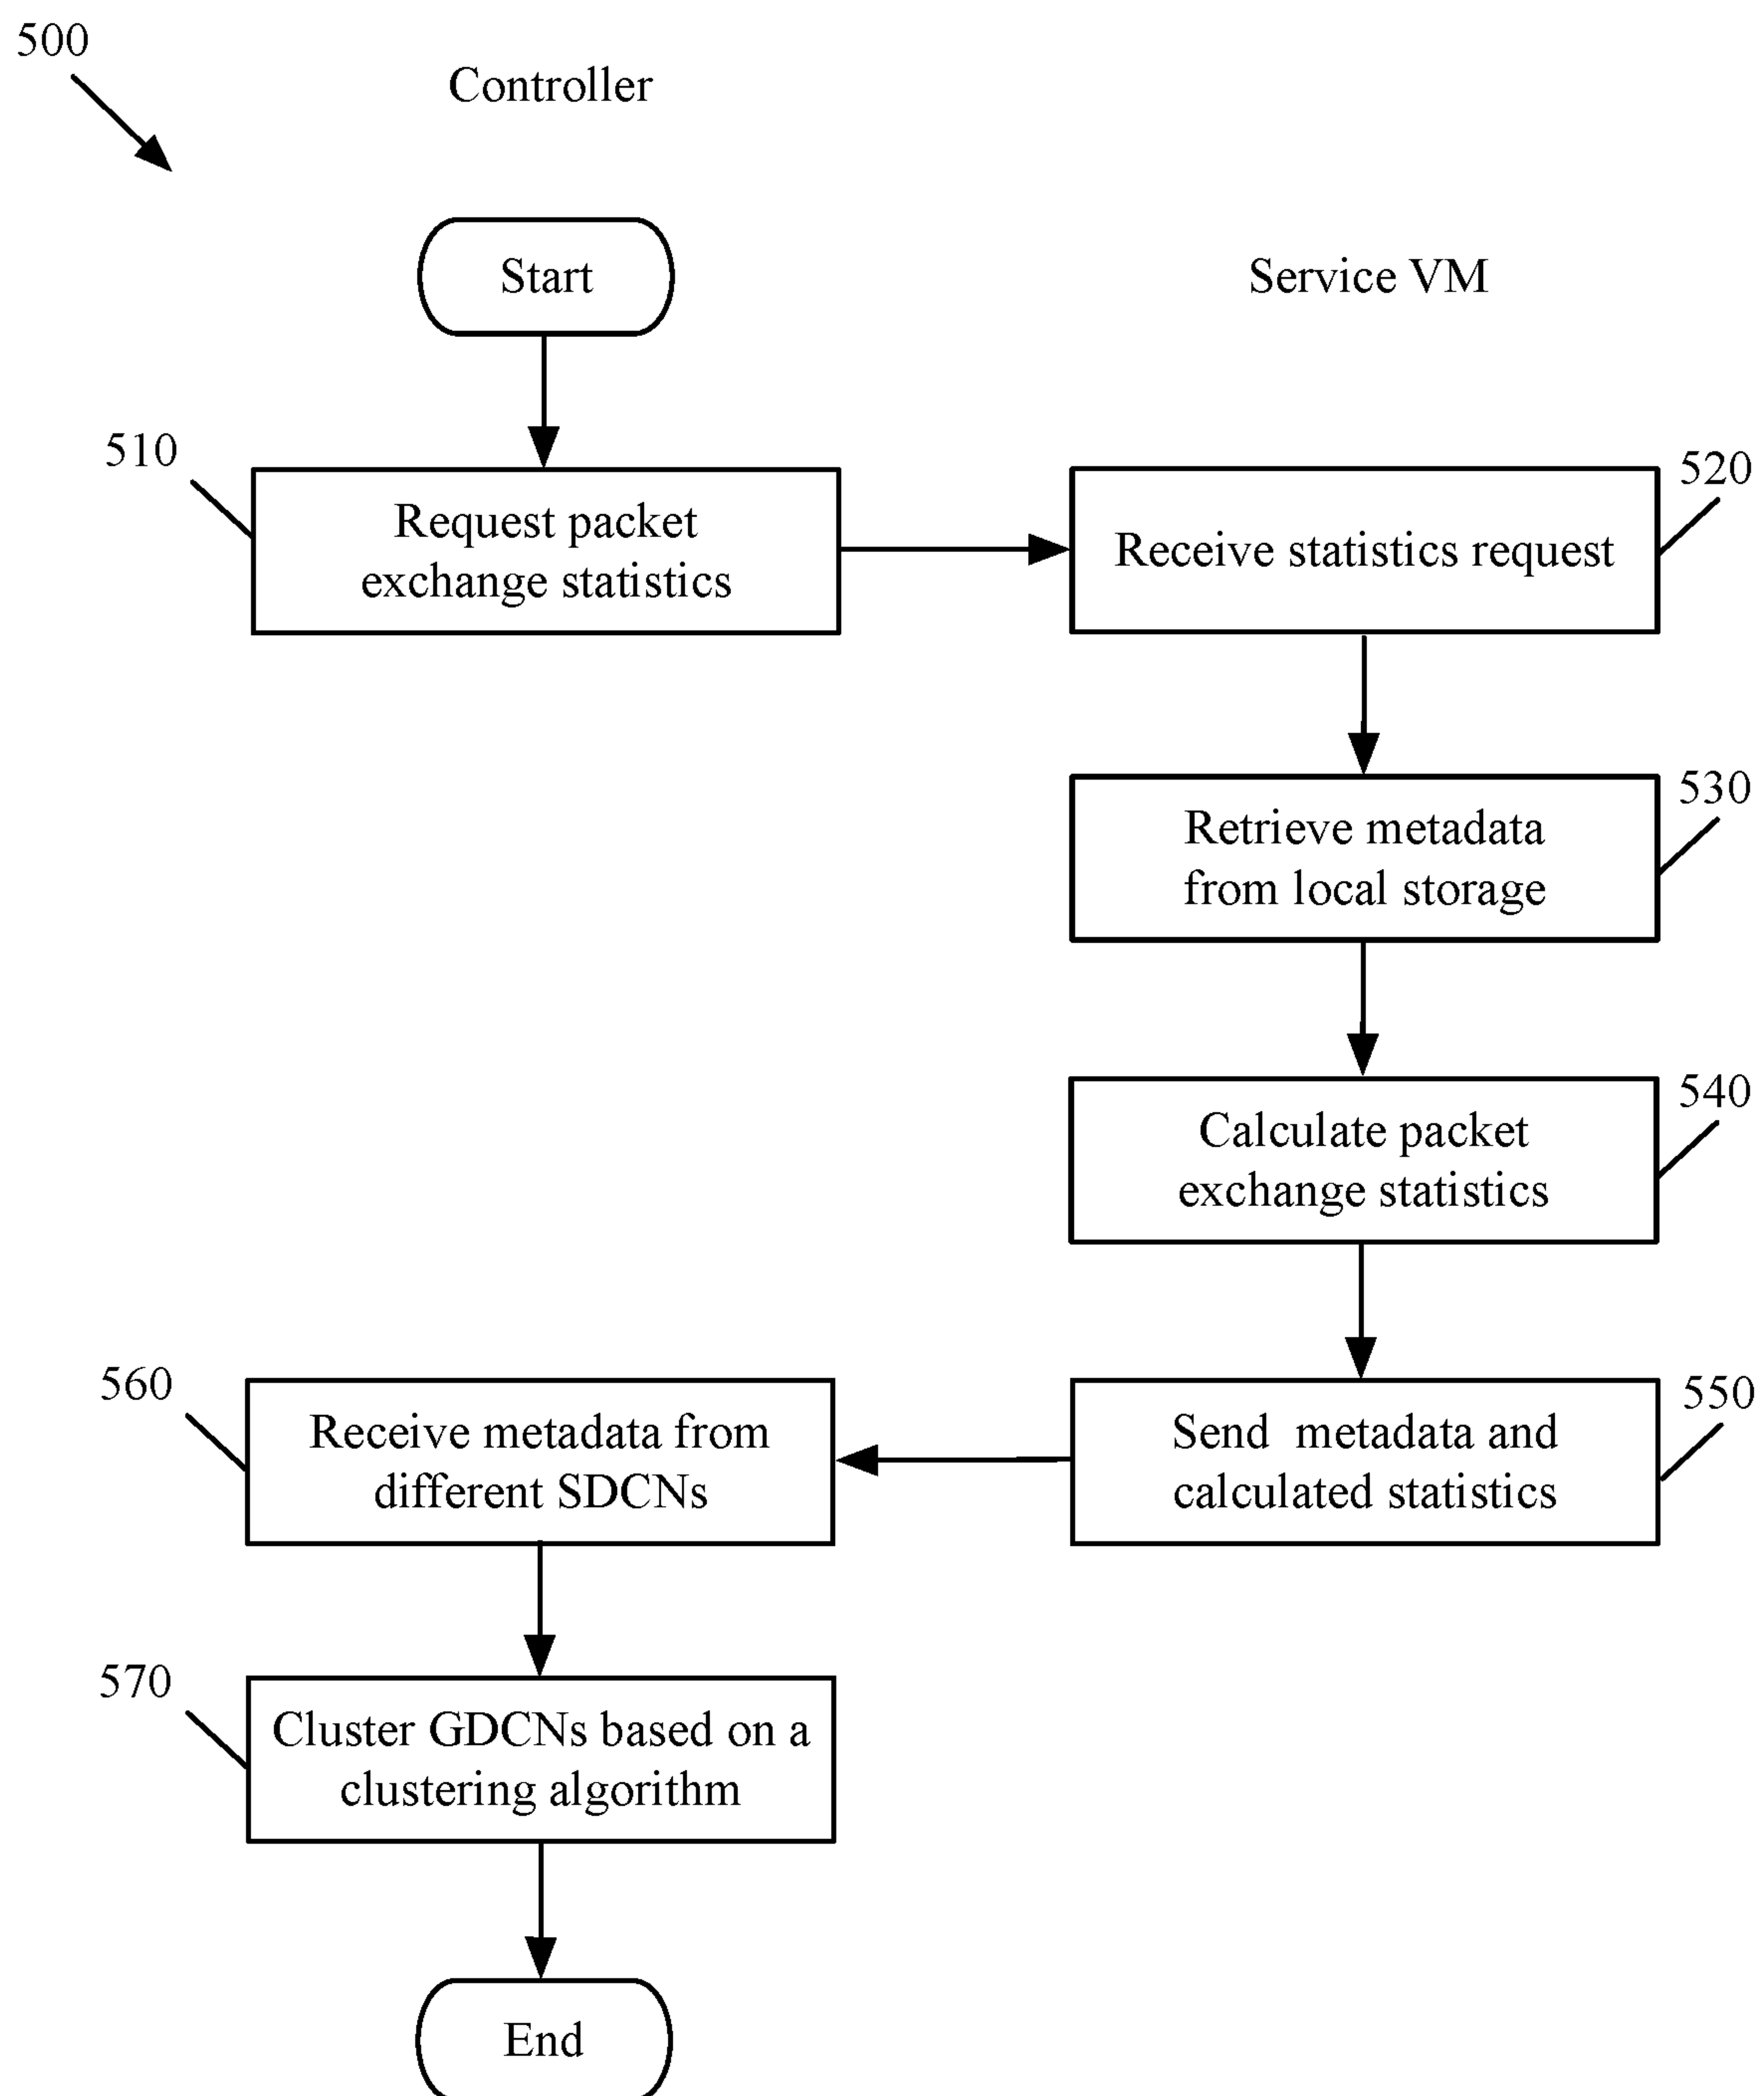 500
Controller
Start
Service VM
510
Request packet
exchange statistics
520
Receive statistics request
530
Retrieve metadata
from local storage
540
Calculate packet
exchange statistics
550
Send metadata and
calculated statistics
560
Receive metadata from
different SDCNs
570
Cluster GDCNs based on a
clustering algorithm
End